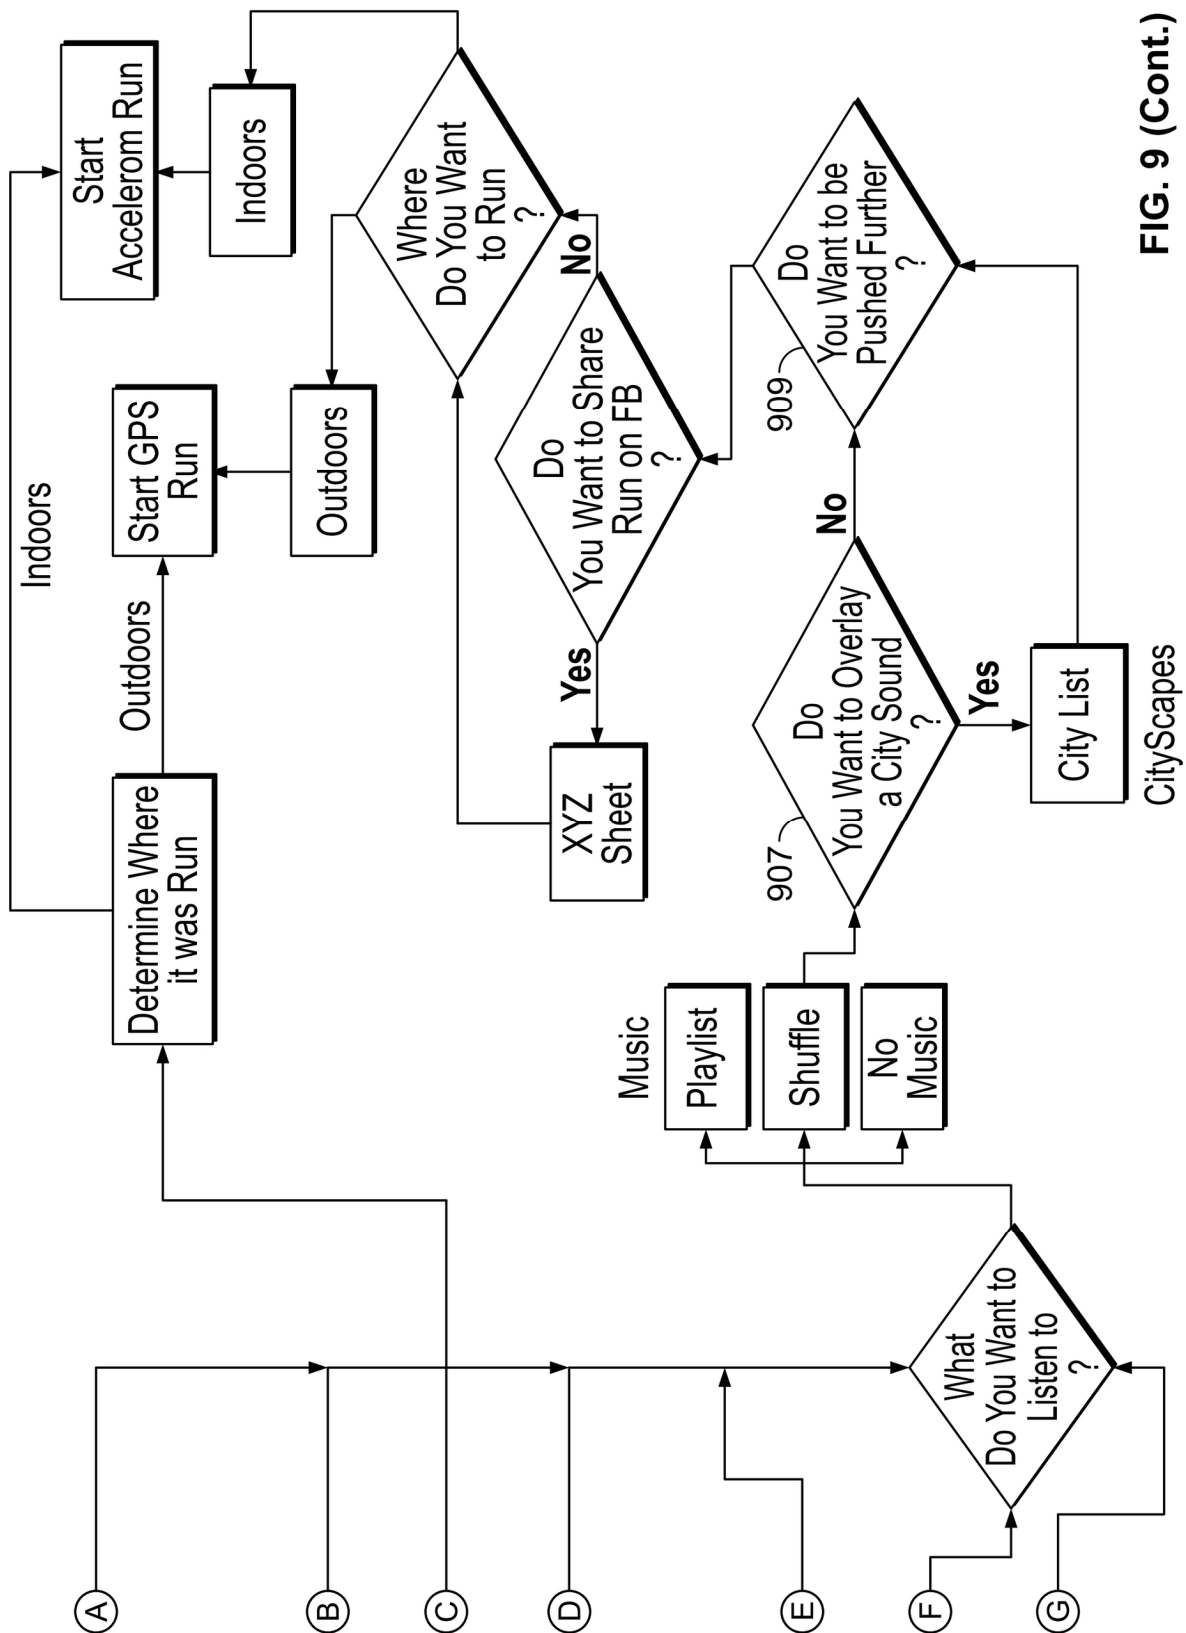 A
B
C
D
E
F
G
Determine Where
it was Run
Indoors
Outdoors
Start GPS
Run
Outdoors
Start
Accelerom Run
Indoors
Where
Do You Want
to Run
?
Do
You Want to Share
Run on FB
?
No
Yes
XYZ
Sheet
What
Do You Want to
Listen to
?
Music
Playlist
Shuffle
No
Music
907
Do
You Want to Overlay
a City Sound
?
No
Yes
City List
CityScapes
909
Do
You Want to be
Pushed Further
?
FIG. 9 (Cont.)